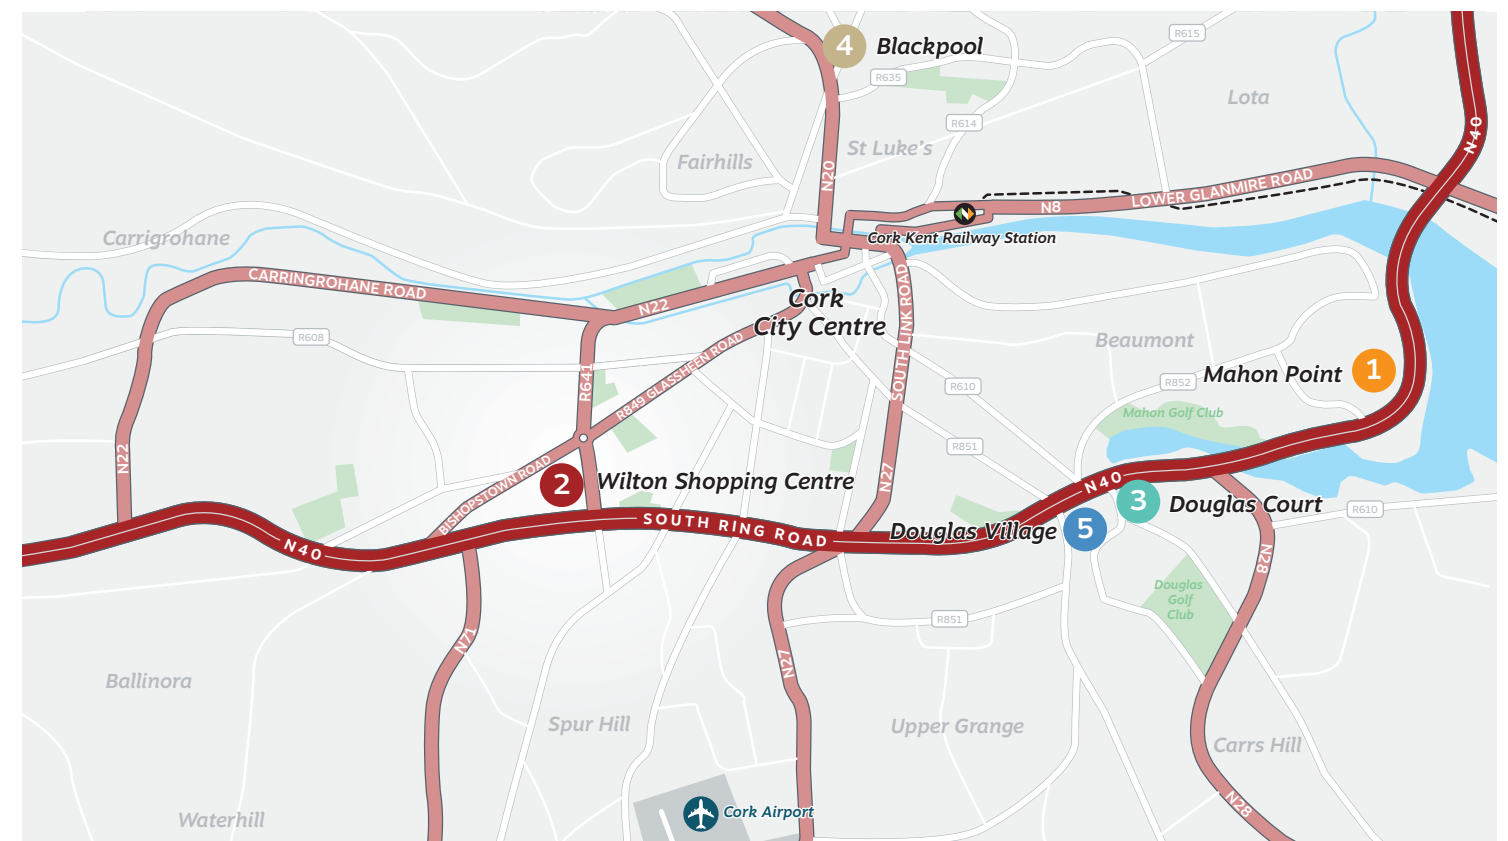 R615
4 Blackpool
R635
Lota
R614
N40
St Luke's
Fairhills
N20
LOWER GLANMIRE ROAD
N8
Cork Kent Railway Station
Carrigrohane
CARRINGROHANE ROAD
N22
Cork
City Centre
SOUTH LINK ROAD
R608
R641
R849 GLASSHEEN ROAD
Beaumont
Mahon Point 1
R852
R610
Mahon Golf Club
R851
N22
BISHOPSTOWN ROAD
2 Wilton Shopping Centre
N27
N40
3 Douglas Court
R610
Douglas Village 5
SOUTH RING ROAD
N40
N28
Douglas
Golf
Club
R851
N71
N27
Ballinora
Spur Hill
Upper Grange
Carrs Hill
N28
Waterhill
Cork Airport